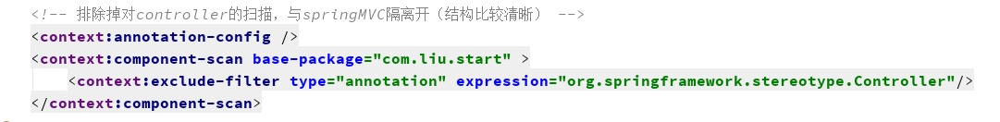 <!-- 排除掉对controller的扫描，与springMVC隔离开（结构比较清晰） -->
<context:annotation-config />
<context:component-scan base-package="com.liu.start" >
    <context:exclude-filter type="annotation" expression="org.springframework.stereotype.Controller"/>
</context:component-scan>